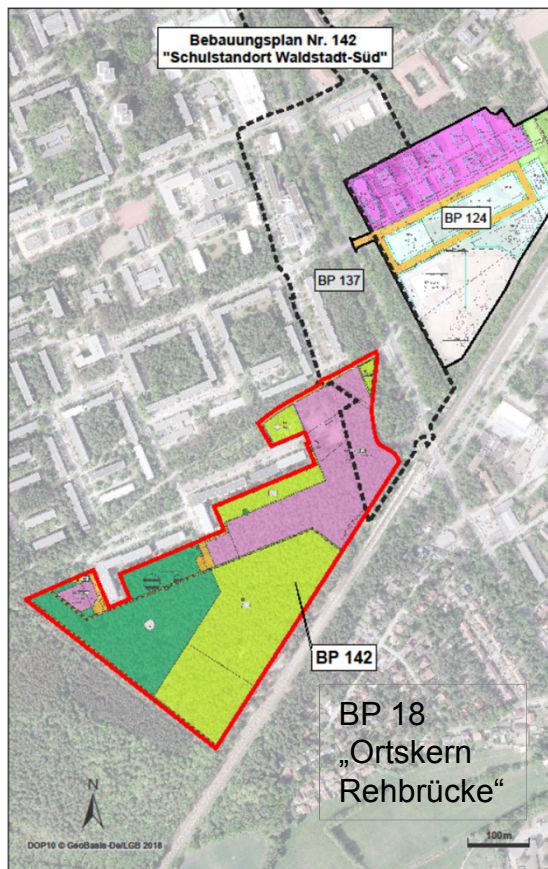 Bebauungsplan Nr. 142
"Schulstandort Waldstadt-Süd"
BP 124
BP 137
BP 142
BP 18
„Ortskern
Rehbrücke“
N
100m
DOP10 © GeoBasis-De/LGB 2018